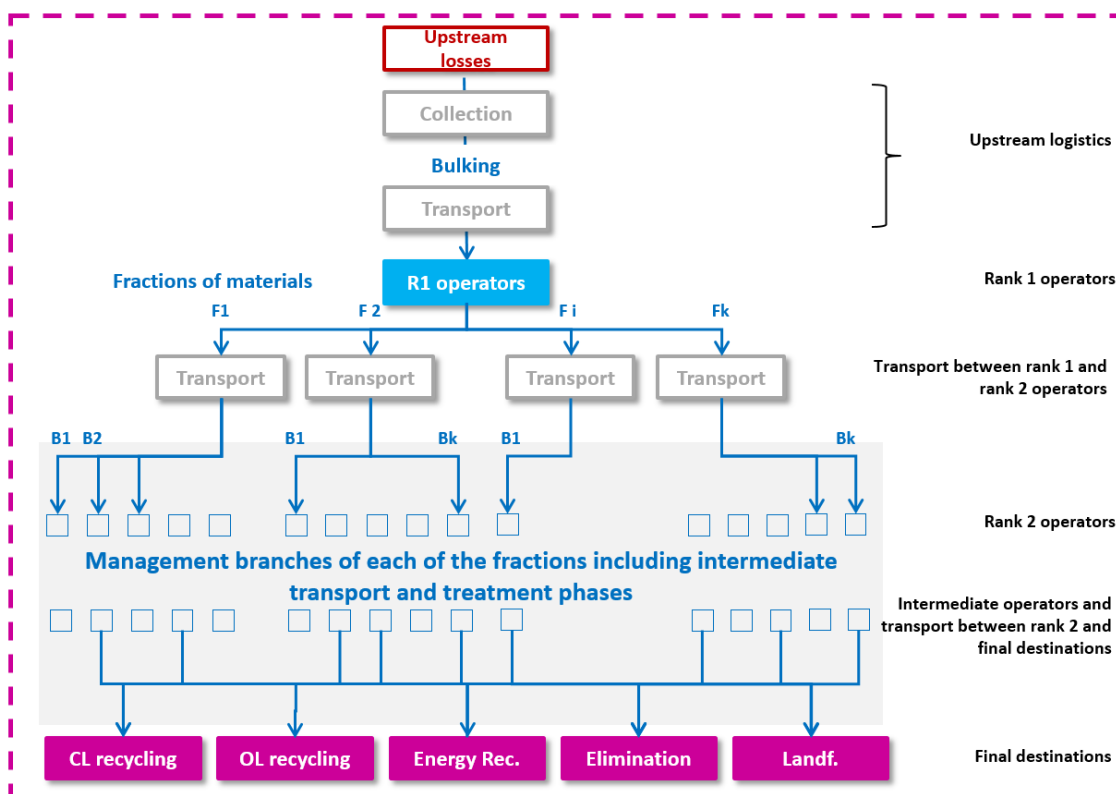 Upstream
losses
Collection
Upstream logistics
Bulking
Transport
Fractions of materials
R1 operators
Rank 1 operators
F1
F 2
F i
Fk
Transport
Transport
Transport
Transport
Transport between rank 1 and
rank 2 operators
B1
B2
B1
Bk
B1
Bk
Rank 2 operators
Management branches of each of the fractions including intermediate
transport and treatment phases
Intermediate operators and
transport between rank 2 and
final destinations
CL recycling
OL recycling
Energy Rec.
Elimination
Landf.
Final destinations